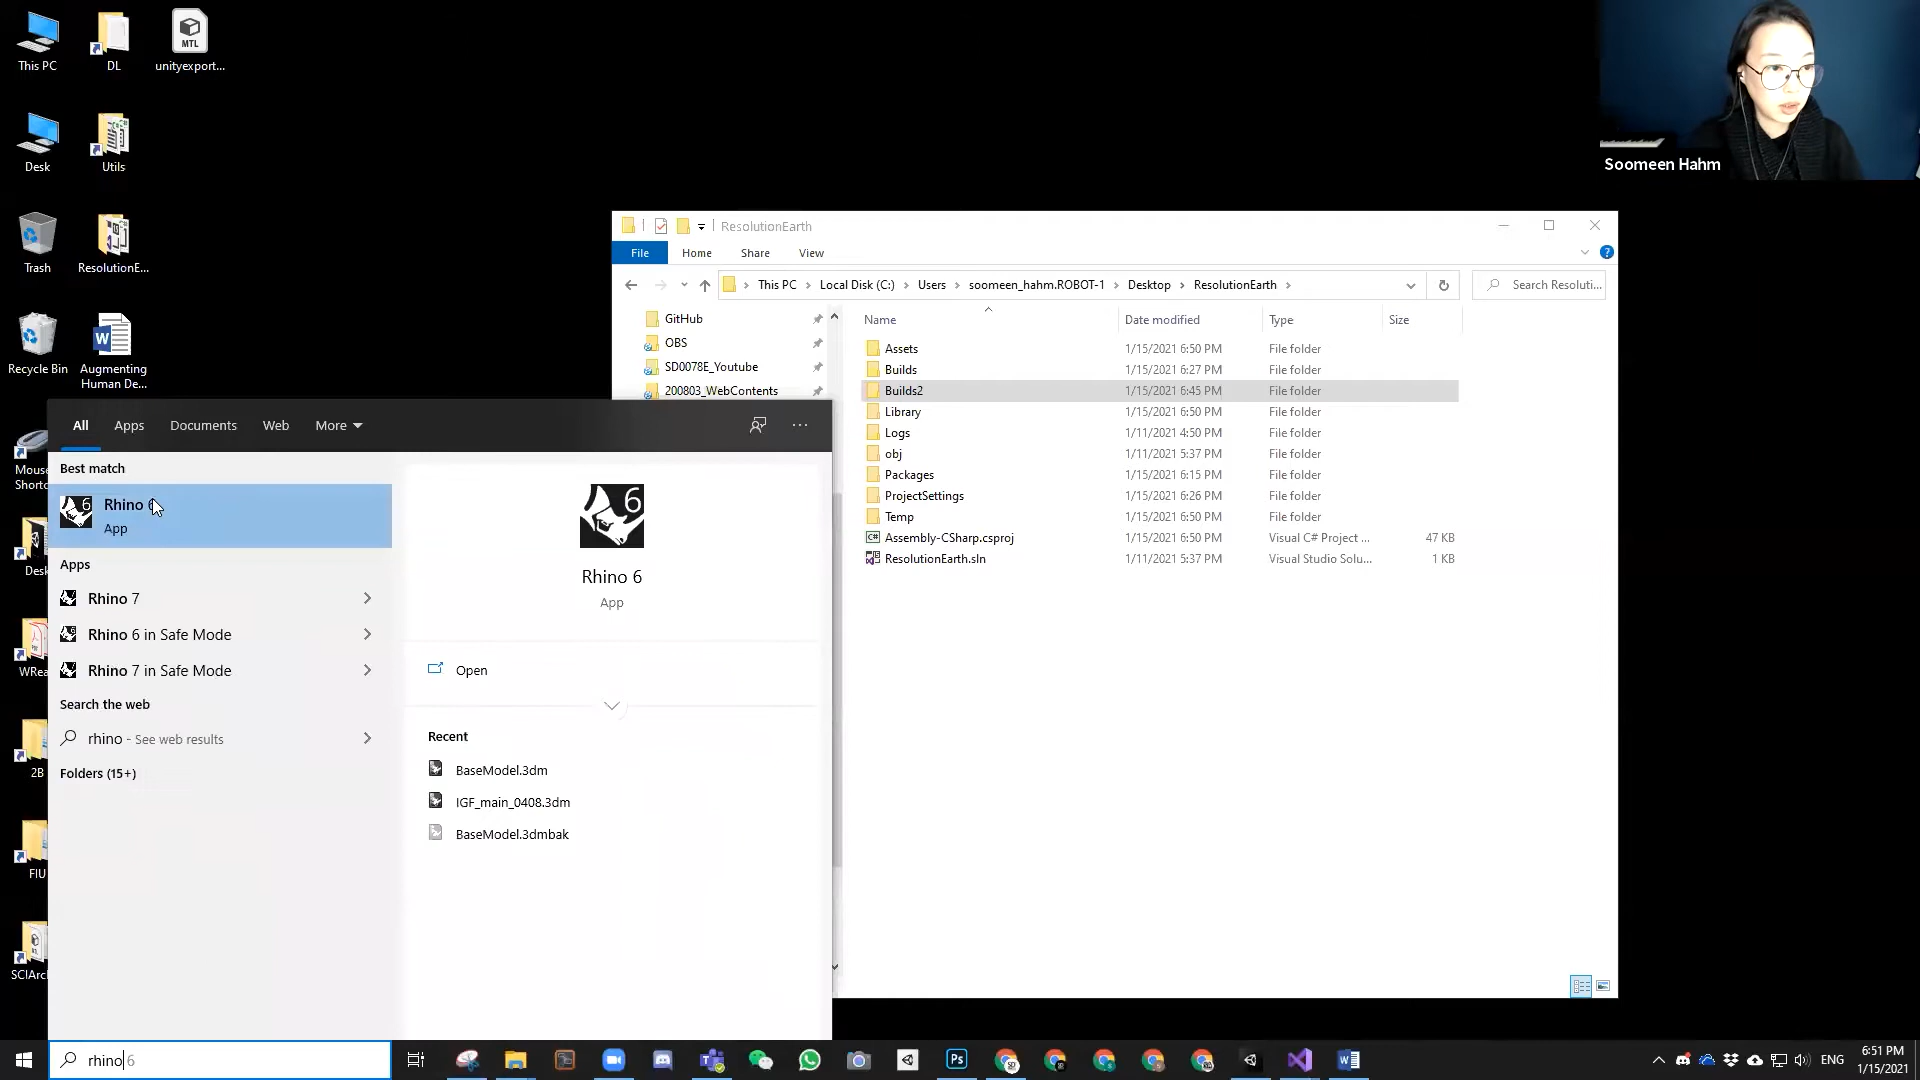 This PC
DL
MTL
unityexport...
Desk
Utils
Trash
ResolutionE...
Recycle Bin
W
Augmenting
Human De...
Mouse
Shortc
Desk
WRea
2B
FIU
SCIArch
Soomeen Hahm
ResolutionEarth
File
Home
Share
View
This PC
Local Disk (C:)
Users
soomeen_hahm.ROBOT-1
Desktop
ResolutionEarth
Search Resoluti...
GitHub
OBS
SD0078E_Youtube
200803_WebContents
Name
Date modified
Type
Size
Assets 1/15/2021 6:50 PM File folder
Builds 1/15/2021 6:27 PM File folder
Builds2 1/15/2021 6:45 PM File folder
Library 1/15/2021 6:50 PM File folder
Logs 1/11/2021 4:50 PM File folder
obj 1/11/2021 5:37 PM File folder
Packages 1/15/2021 6:15 PM File folder
ProjectSettings 1/15/2021 6:26 PM File folder
Temp 1/15/2021 6:50 PM File folder
Assembly-CSharp.csproj 1/15/2021 6:50 PM Visual C# Project ... 47 KB
ResolutionEarth.sln 1/11/2021 5:37 PM Visual Studio Solu... 1 KB
All
Apps
Documents
Web
More
Best match
Rhino 6
App
Apps
Rhino 7
Rhino 6 in Safe Mode
Rhino 7 in Safe Mode
Search the web
rhino - See web results
Folders (15+)
6
Rhino 6
App
Open
Recent
BaseModel.3dm
IGF_main_0408.3dm
BaseModel.3dmbak
rhino 6
Ps
ENG
6:51 PM
1/15/2021